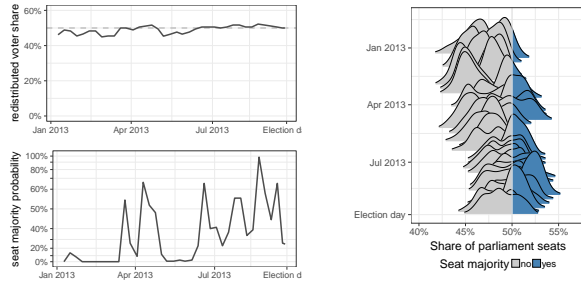 redistributed voter share
60%
40%
20%
0%
Jan 2013
Apr 2013
Jul 2013
Election d
seat majority probability
100%
80%
60%
40%
20%
0%
Jan 2013
Apr 2013
Jul 2013
Election d
Jan 2013
Apr 2013
Jul 2013
Election day
40%
45%
50%
55%
Share of parliament seats
Seat majority no yes